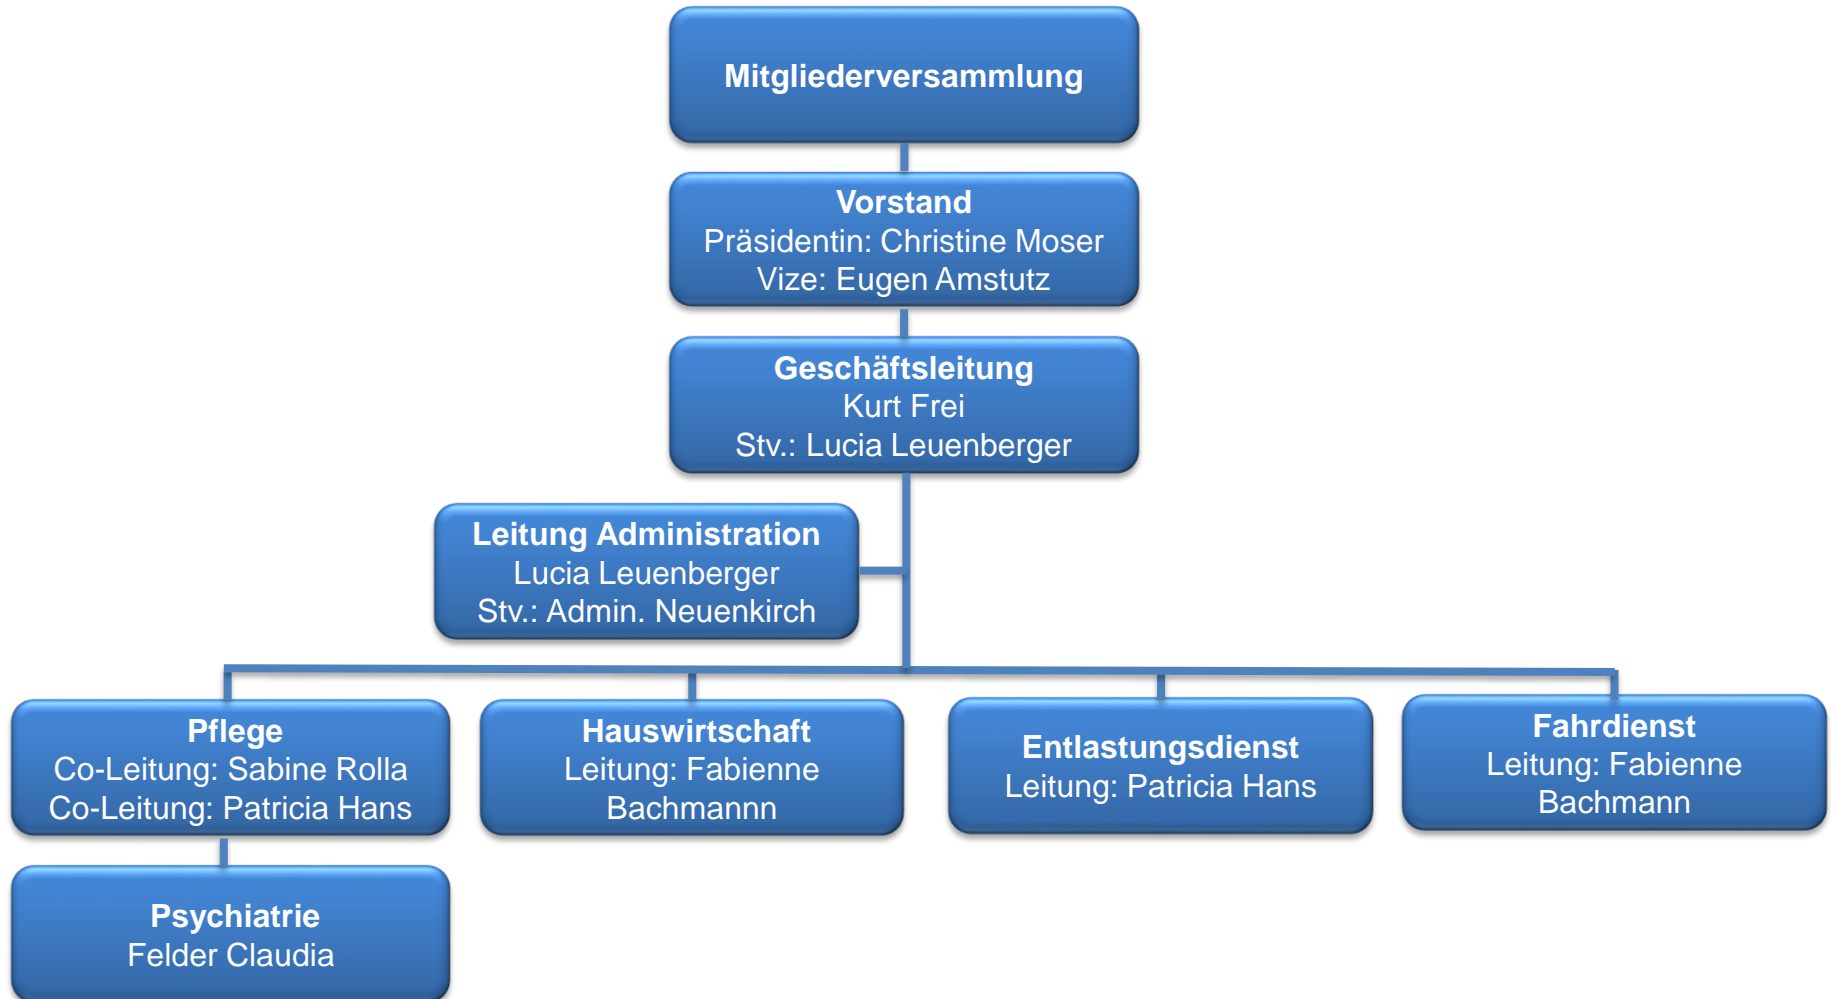 Mitgliederversammlung
Vorstand
Präsidentin: Christine Moser
Vize: Eugen Amstutz
Geschäftsleitung
Kurt Frei
Stv.: Lucia Leuenberger
Leitung Administration
Lucia Leuenberger
Stv.: Admin. Neuenkirch
Pflege
Co-Leitung: Sabine Rolla
Co-Leitung: Patricia Hans
Hauswirtschaft
Leitung: Fabienne
Bachmannn
Entlastungsdienst
Leitung: Patricia Hans
Fahrdienst
Leitung: Fabienne
Bachmann
Psychiatrie
Felder Claudia